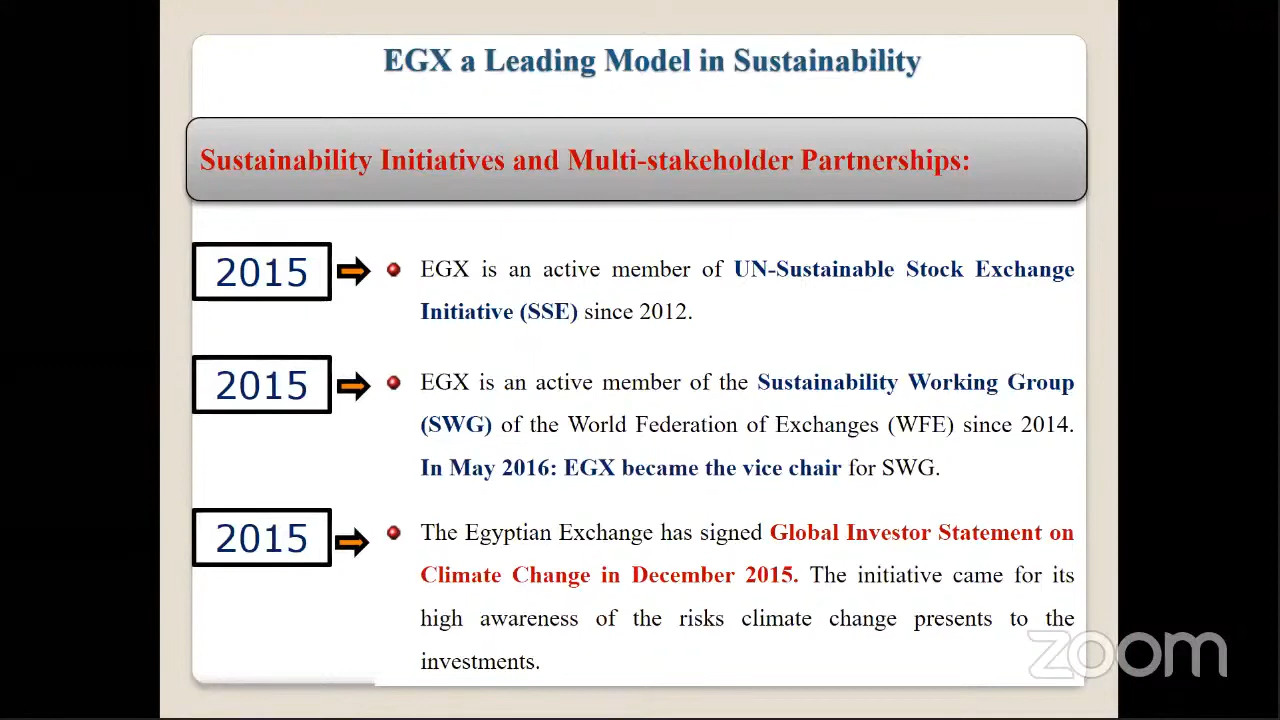 EGX a Leading Model in Sustainability
Sustainability Initiatives and Multi-stakeholder Partnerships:
2015
EGX is an active member of UN-Sustainable Stock Exchange
Initiative (SSE) since 2012.
2015
EGX is an active member of the Sustainability Working Group
(SWG) of the World Federation of Exchanges (WFE) since 2014.
In May 2016: EGX became the vice chair for SWG.
2015
The Egyptian Exchange has signed Global Investor Statement on
Climate Change in December 2015. The initiative came for its
high awareness of the risks climate change presents to the
investments.
zoom